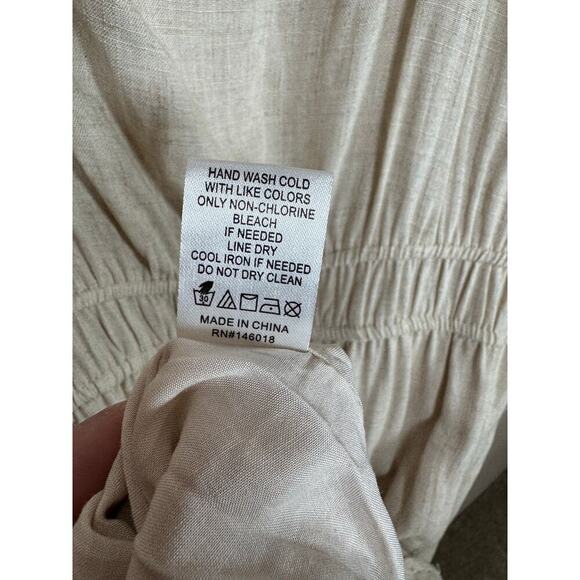 HAND WASH COLD
WITH LIKE COLORS
ONLY NON-CHLORINE
BLEACH
IF NEEDED
LINE DRY
COOL IRON IF NEEDED
DO NOT DRY CLEAN
30
MADE IN CHINA
RN#146018